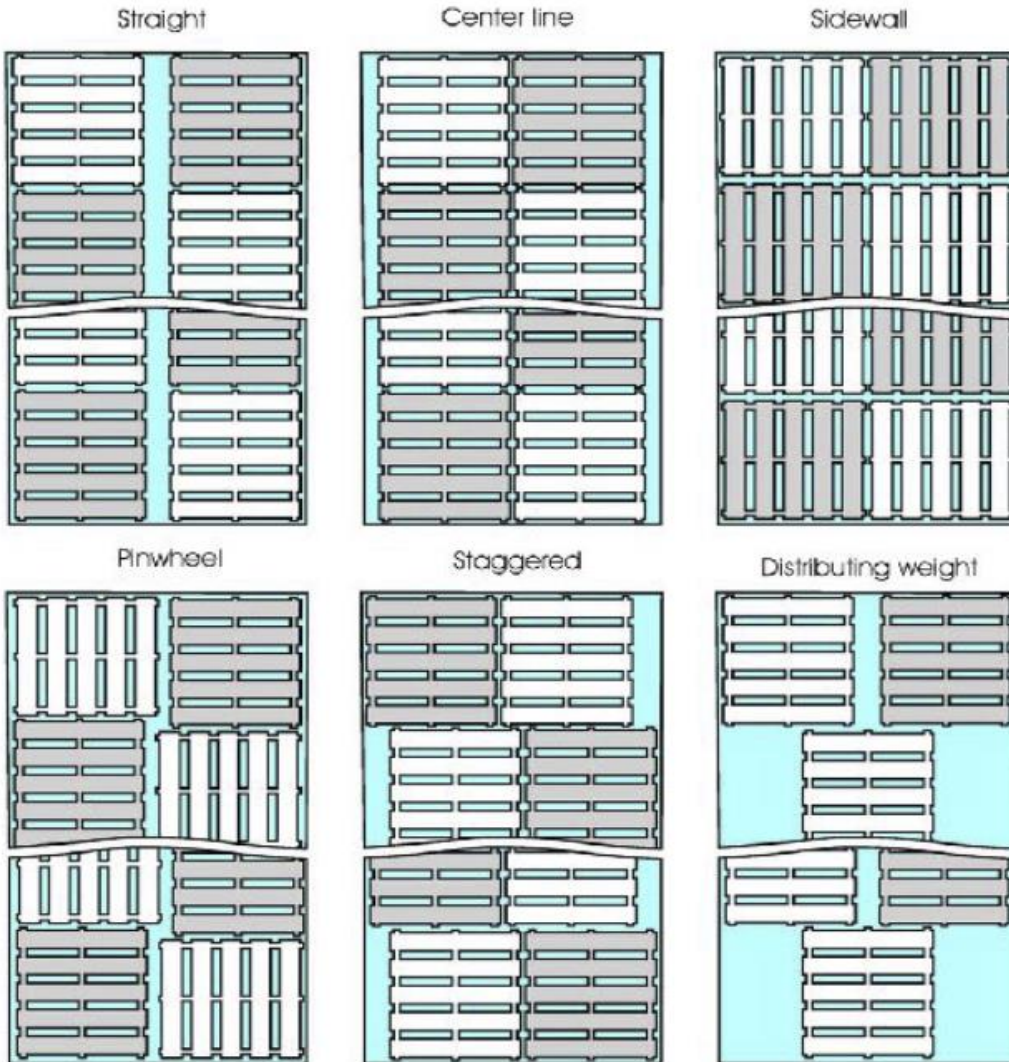 Straight
Center line
Sidewall
Pinwheel
Staggered
Distributing weight